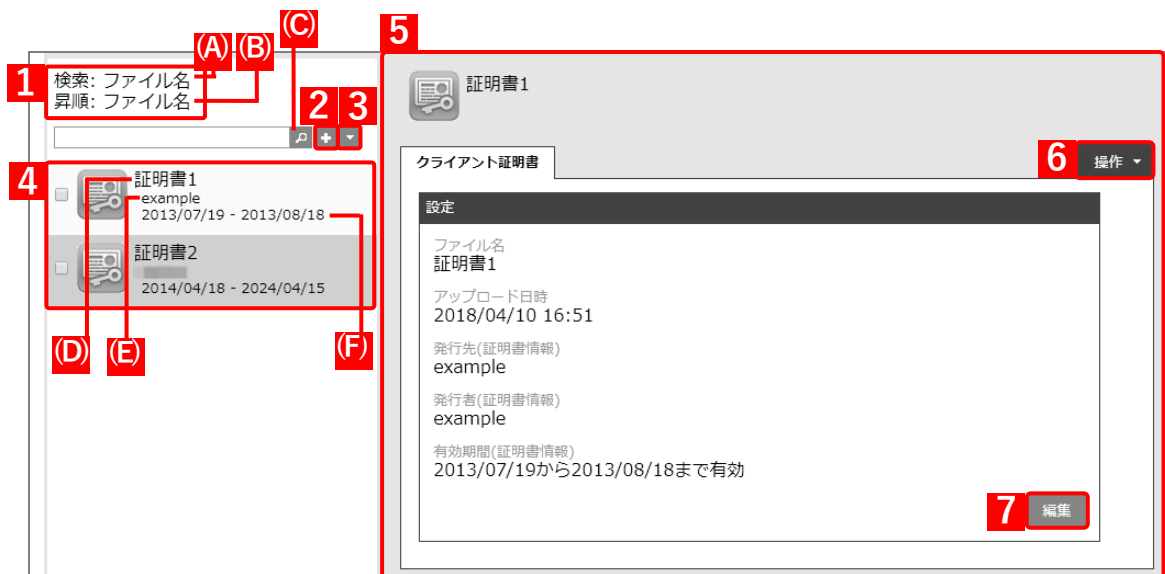 (C)
5
(A) (B)
1
検索: ファイル名
昇順: ファイル名
2 3
4
証明書1
example
2013/07/19 - 2013/08/18
証明書2
2014/04/18 - 2024/04/15
(D) (E) (F)
証明書1
クライアント証明書
6
操作
設定
ファイル名
証明書1
アップロード日時
2018/04/10 16:51
発行先(証明書情報)
example
発行者(証明書情報)
example
有効期間(証明書情報)
2013/07/19から2013/08/18まで有効
7
編集